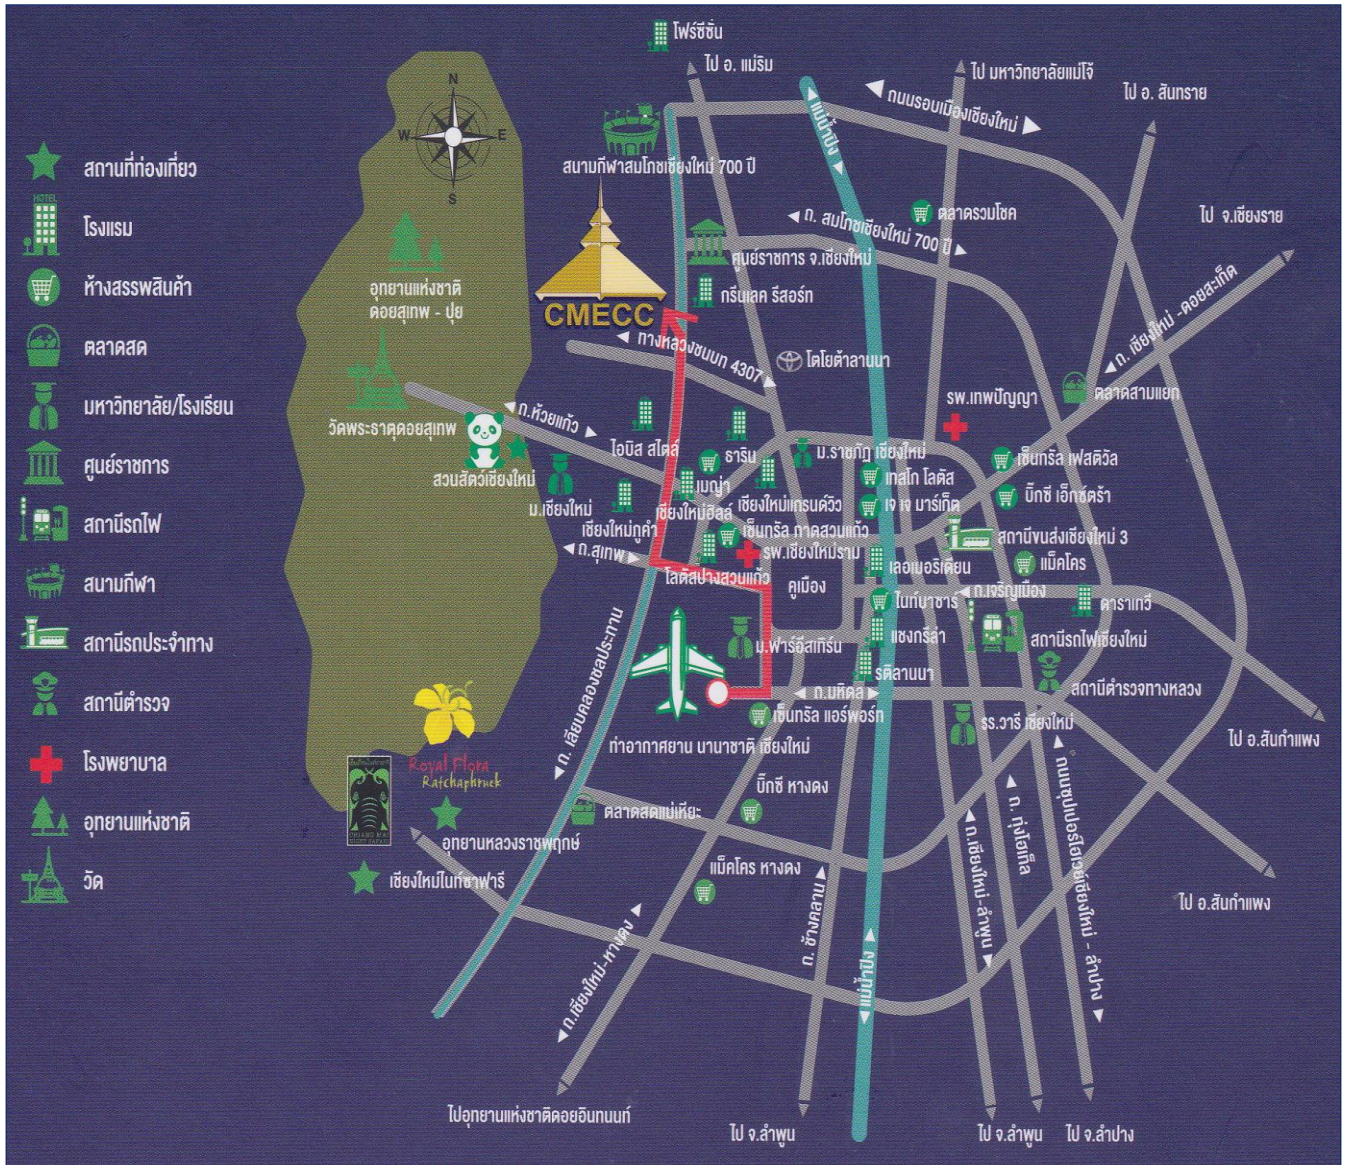 สถานที่ท่องเที่ยว
HOTEL
โรงแรม
ห้างสรรพสินค้า
ตลาดสด
มหาวิทยาลัย/โรงเรียน
ศูนย์ราชการ
สถานีรถไฟ
สนามกีฬา
สถานีรถประจำทาง
สถานีตำรวจ
โรงพยาบาล
อุทยานแห่งชาติ
วัด
N
W
E
S
โฟร์ซีซั่น
ไป อ. แม่ริม
ไป มหาวิทยาลัยแม่โจ้
ไป อ. สันทราย
แม่น้ำปิง
ถนนรอบเมืองเชียงใหม่
สนามกีฬาสมโภชเชียงใหม่ 700 ปี
ตลาดรวมโชค
ถ. สมโภชเชียงใหม่ 700 ปี
ไป จ.เชียงราย
ศูนย์ราชการ จ.เชียงใหม่
กรีนเลค รีสอร์ท
อุทยานแห่งชาติ
ดอยสุเทพ - ปุย
CMECC
ถ. เชียงใหม่ -ดอยสะเก็ด
ทางหลวงชนบท 4307
โตโยต้าลานนา
ตลาดสามแยก
รพ.เทพปัญญา
ถ.ห้วยแก้ว
วัดพระธาตุดอยสุเทพ
ไอบิส สไตล์
ธาริน
ม.ราชภัฏ เชียงใหม่
เซ็นทรัล เฟสติวัล
สวนสัตว์เชียงใหม่
เมญ่า
เทสโก โลตัส
ม.เชียงใหม่
เชียงใหม่ภูคำ
เชียงใหม่ฮิลล์
เชียงใหม่แกรนด์วิว
เจ เจ มาร์เก็ต
บิ๊กซี เอ็กซ์ตร้า
เซ็นทรัล กาดสวนแก้ว
สถานีขนส่งเชียงใหม่ 3
ถ.สุเทพ
รพ.เชียงใหม่ราม
เลอเมอริเดียน
แม็คโคร
โลตัสปางสวนแก้ว
คูเมือง
ไนท์บาซาร์
ถ.เจริญเมือง
ดาราเทวี
แชงกรีล่า
สถานีรถไฟเชียงใหม่
ม.ฟาร์อีสเทิร์น
รติลานนา
ถ.มหิดล
สถานีตำรวจทางหลวง
ถ. เลียบคลองชลประทาน
เซ็นทรัล แอร์พอร์ท
รร.วารี เชียงใหม่
ท่าอากาศยาน นานาชาติ เชียงใหม่
ไป อ.สันกำแพง
Royal Flora
Ratchaphruek
CHIANG MAI
NIGHT SAFARI
บิ๊กซี หางดง
ตลาดสดแม่เหียะ
อุทยานหลวงราชพฤกษ์
เชียงใหม่ไนท์ซาฟารี
แม็คโคร หางดง
ถ.เชียงใหม่-ลำพูน
ถ. ทุ่งโฮเต็ล
ถนนซุปเปอร์ไฮเวย์เชียงใหม่ - ลำปาง
ไป อ.สันกำแพง
ถ. ช้างคลาน
ถ.เชียงใหม่-หางดง
แม่น้ำปิง
ไปอุทยานแห่งชาติดอยอินทนนท์
ไป จ.ลำพูน
ไป จ.ลำพูน
ไป จ.ลำปาง